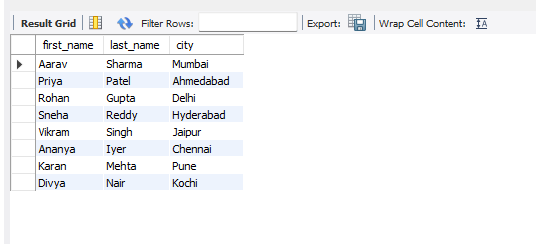 Result Grid Filter Rows: Export: Wrap Cell Content: IA
first_name last_name city
Aarav Sharma Mumbai
Priya Patel Ahmedabad
Rohan Gupta Delhi
Sneha Reddy Hyderabad
Vikram Singh Jaipur
Ananya Iyer Chennai
Karan Mehta Pune
Divya Nair Kochi